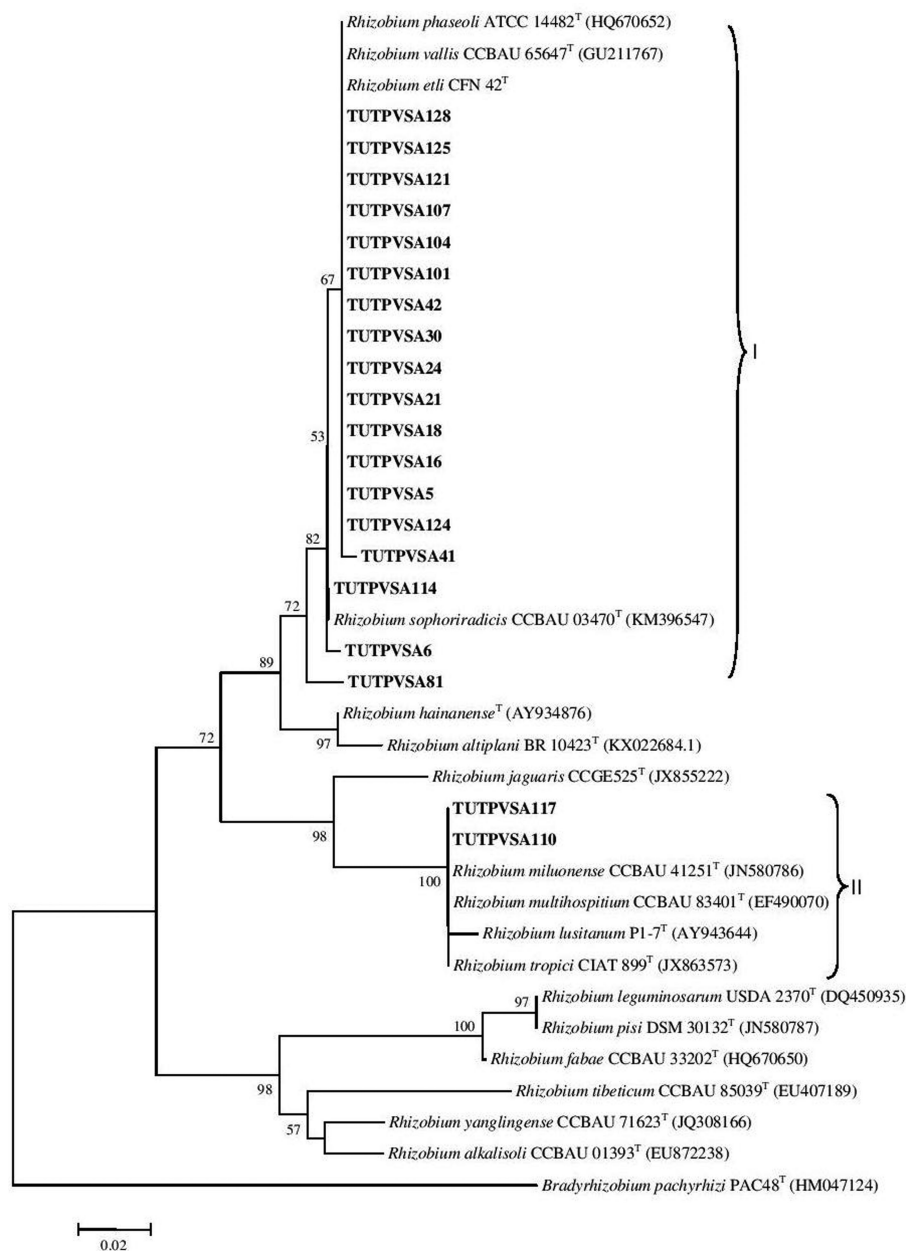 Rhizobium phaseoli ATCC 14482ᵀ (HQ670652)
Rhizobium vallis CCBAU 65647ᵀ (GU211767)
Rhizobium etli CFN 42ᵀ
TUTPVSA128
TUTPVSA125
TUTPVSA121
TUTPVSA107
TUTPVSA104
TUTPVSA101
67
TUTPVSA42
TUTPVSA30
I
TUTPVSA24
TUTPVSA21
TUTPVSA18
53
TUTPVSA16
TUTPVSA5
TUTPVSA124
82
TUTPVSA41
TUTPVSA114
72
Rhizobium sophoriradicis CCBAU 03470ᵀ (KM396547)
TUTPVSA6
89
TUTPVSA81
Rhizobium hainanenseᵀ (AY934876)
72
97
Rhizobium altiplani BR 10423ᵀ (KX022684.1)
Rhizobium jaguaris CCGE525ᵀ (JX855222)
TUTPVSA117
98
TUTPVSA110
Rhizobium miluonense CCBAU 41251ᵀ (JN580786)
100
II
Rhizobium multihospitium CCBAU 83401ᵀ (EF490070)
Rhizobium lusitanum P1-7ᵀ (AY943644)
Rhizobium tropici CIAT 899ᵀ (JX863573)
97
Rhizobium leguminosarum USDA 2370ᵀ (DQ450935)
100
Rhizobium pisi DSM 30132ᵀ (JN580787)
Rhizobium fabae CCBAU 33202ᵀ (HQ670650)
98
Rhizobium tibeticum CCBAU 85039ᵀ (EU407189)
57
Rhizobium yanglingense CCBAU 71623ᵀ (JQ308166)
Rhizobium alkalisoli CCBAU 01393ᵀ (EU872238)
Bradyrhizobium pachyrhizi PAC48ᵀ (HM047124)
0.02